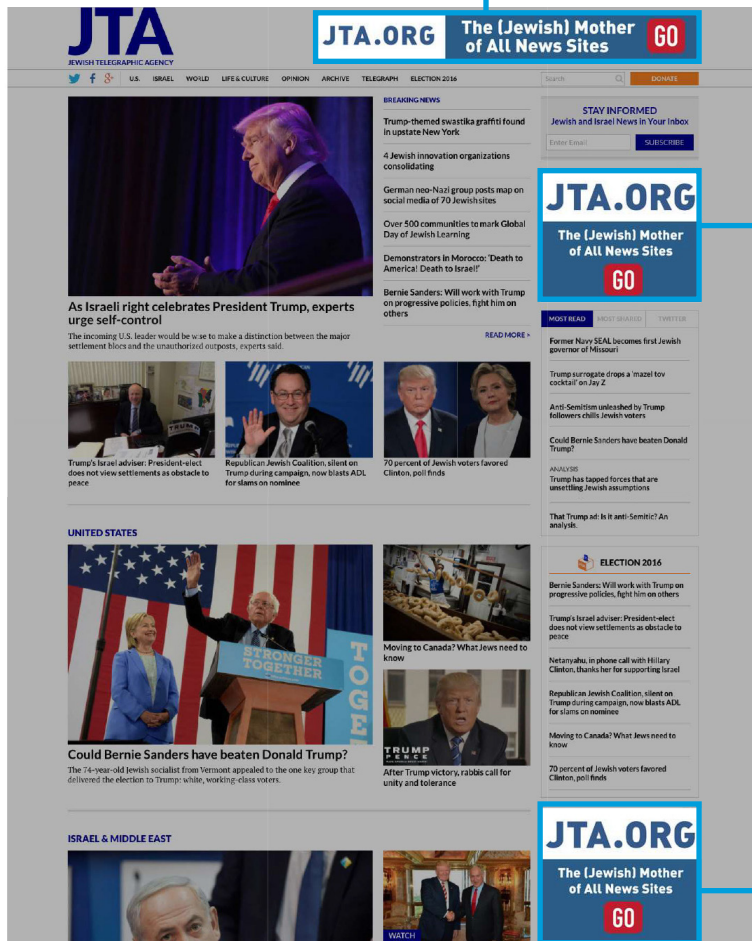 JTA
JEWISH TELEGRAPHIC AGENCY
JTA.ORG
The (Jewish) Mother
of All News Sites
GO
U.S. ISRAEL WORLD LIFE & CULTURE OPINION ARCHIVE TELEGRAPH ELECTION 2016
Search
DONATE
As Israeli right celebrates President Trump, experts
urge self-control
The incoming U.S. leader would be wise to make a distinction between the major
settlement blocs and the unauthorized outposts, experts said.
BREAKING NEWS
Trump-themed swastika graffiti found
in upstate New York
4 Jewish innovation organizations
consolidating
German neo-Nazi group posts map on
social media of 70 Jewish sites
Over 500 communities to mark Global
Day of Jewish Learning
Demonstrators in Morocco: 'Death to
America! Death to Israel!'
Bernie Sanders: Will work with Trump
on progressive policies, fight him on
others
READ MORE >
STAY INFORMED
Jewish and Israel News in Your Inbox
Enter Email
SUBSCRIBE
JTA.ORG
The (Jewish) Mother
of All News Sites
GO
MOST READ MOST SHARED TWITTER
Former Navy SEAL becomes first Jewish
governor of Missouri
Trump surrogate drops a 'mazel tov
cocktail' on Jay Z
Anti-Semitism unleashed by Trump
followers chills Jewish voters
Could Bernie Sanders have beaten Donald
Trump?
ANALYSIS
Trump has tapped forces that are
unsettling Jewish assumptions
That Trump ad: Is it anti-Semitic? An
analysis.
TRUMP
Trump's Israel adviser: President-elect
does not view settlements as obstacle to
peace
Republican Jewish Coalition, silent on
Trump during campaign, now blasts ADL
for slams on nominee
70 percent of Jewish voters favored
Clinton, poll finds
UNITED STATES
STRONGER
TOGETHER
TOGE
Could Bernie Sanders have beaten Donald Trump?
The 74-year-old Jewish socialist from Vermont appealed to the one key group that
delivered the election to Trump: white, working-class voters.
Moving to Canada? What Jews need to
know
TRUMP
PENCE
After Trump victory, rabbis call for
unity and tolerance
ELECTION 2016
Bernie Sanders: Will work with Trump on
progressive policies, fight him on others
Trump's Israel adviser: President-elect
does not view settlements as obstacle to
peace
Netanyahu, in phone call with Hillary
Clinton, thanks her for supporting Israel
Republican Jewish Coalition, silent on
Trump during campaign, now blasts ADL
for slams on nominee
Moving to Canada? What Jews need to
know
70 percent of Jewish voters favored
Clinton, poll finds
ISRAEL & MIDDLE EAST
WATCH
JTA.ORG
The (Jewish) Mother
of All News Sites
GO